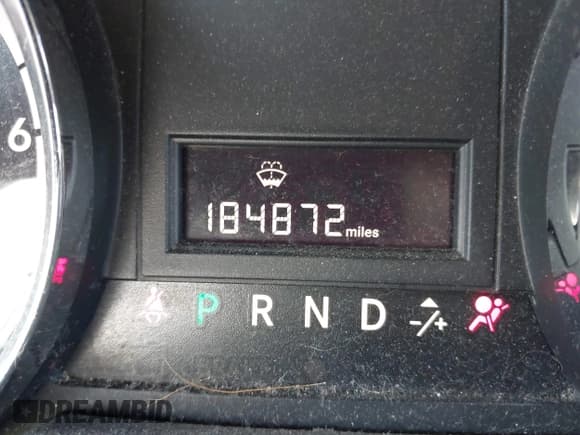 6
184872 miles
P R N D -/+
DREAMBID.